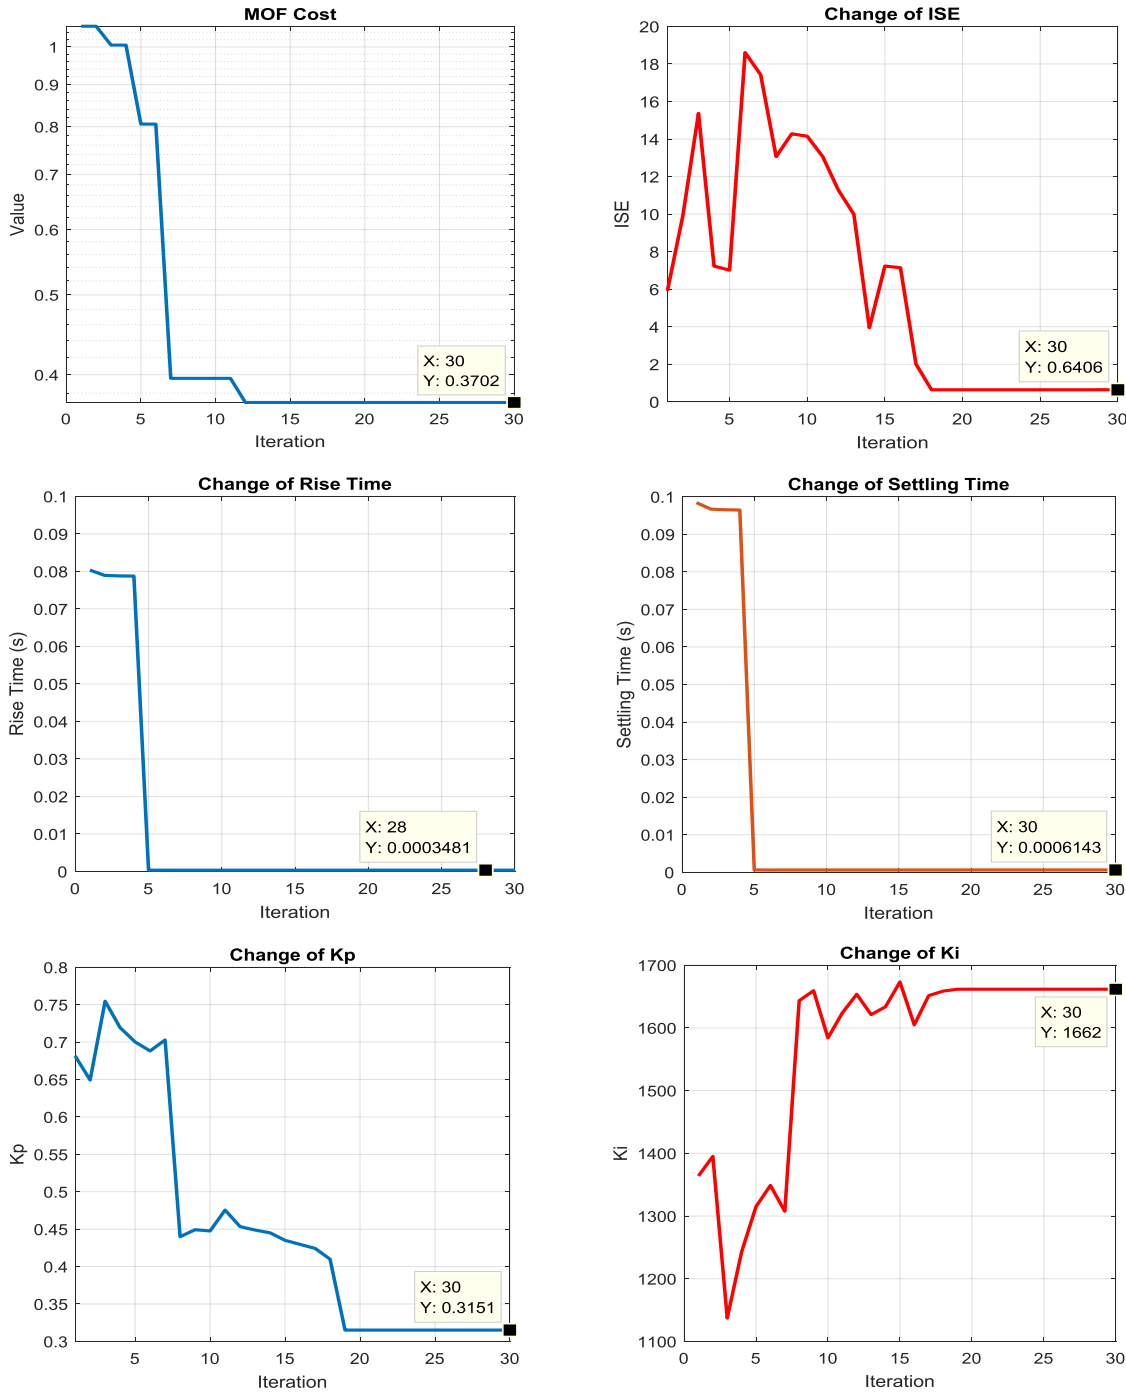 MOF Cost
1
0.9
0.8
0.7
0.6
0.5
0.4
Value
X: 30
Y: 0.3702
0 5 10 15 20 25 30
Iteration
Change of ISE
20
18
16
14
12
10
8
6
4
2
0
ISE
X: 30
Y: 0.6406
5 10 15 20 25 30
Iteration
Change of Rise Time
0.1
0.09
0.08
0.07
0.06
0.05
0.04
0.03
0.02
0.01
0
Rise Time (s)
X: 28
Y: 0.0003481
0 5 10 15 20 25 30
Iteration
Change of Settling Time
0.1
0.09
0.08
0.07
0.06
0.05
0.04
0.03
0.02
0.01
0
Settling Time (s)
X: 30
Y: 0.0006143
0 5 10 15 20 25 30
Iteration
Change of Kp
0.8
0.75
0.7
0.65
0.6
0.55
0.5
0.45
0.4
0.35
0.3
Kp
X: 30
Y: 0.3151
5 10 15 20 25 30
Iteration
Change of Ki
1700
1600
1500
1400
1300
1200
1100
Ki
X: 30
Y: 1662
0 5 10 15 20 25 30
Iteration